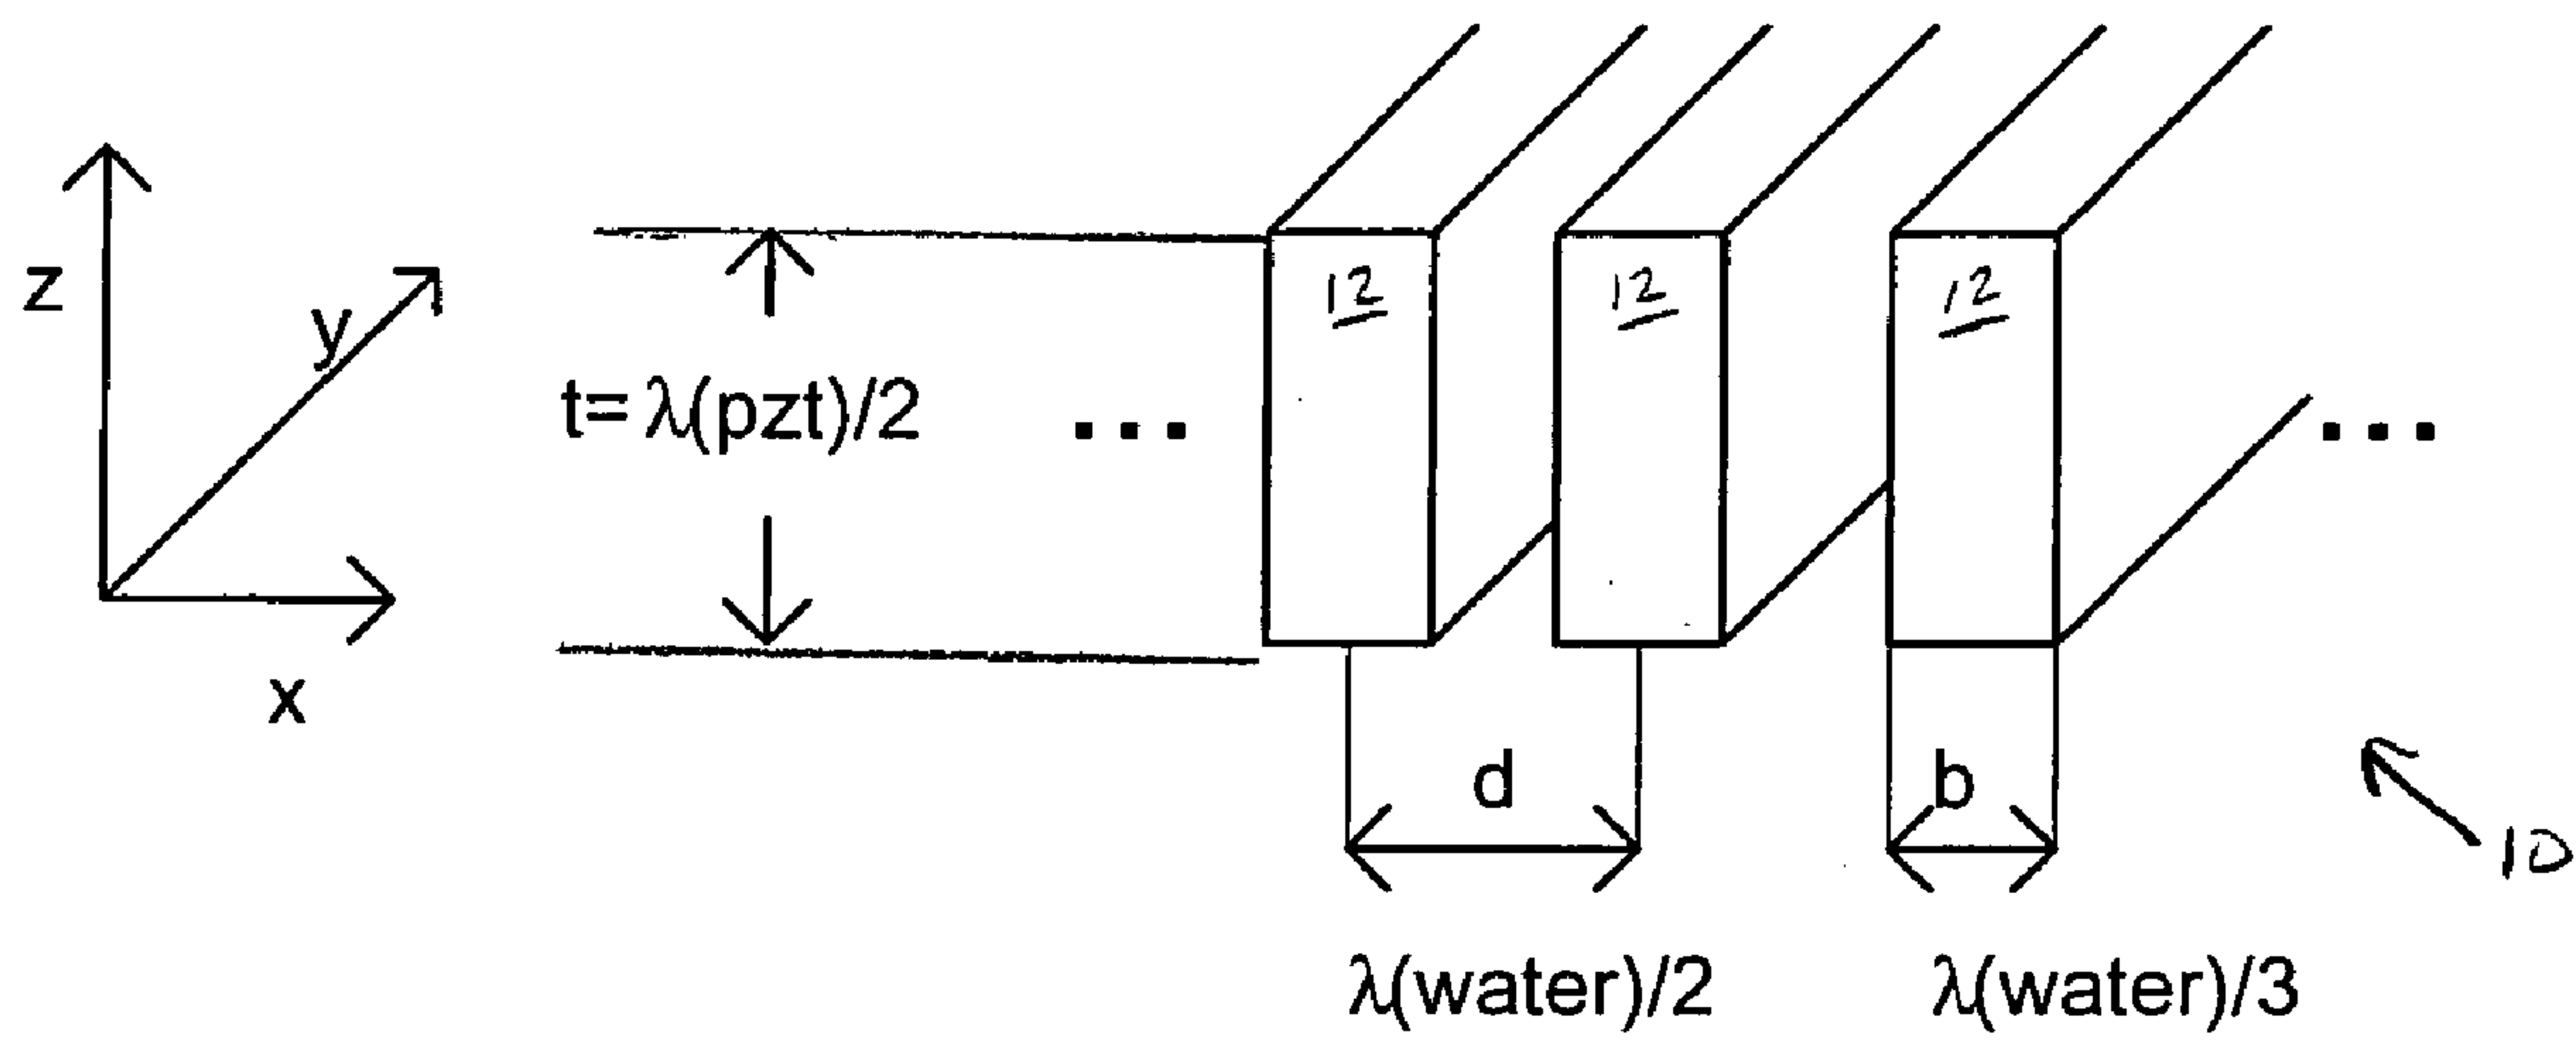 z
y
x
t= λ(pzt)/2
...
12
12
12
...
d
b
10
λ(water)/2
λ(water)/3